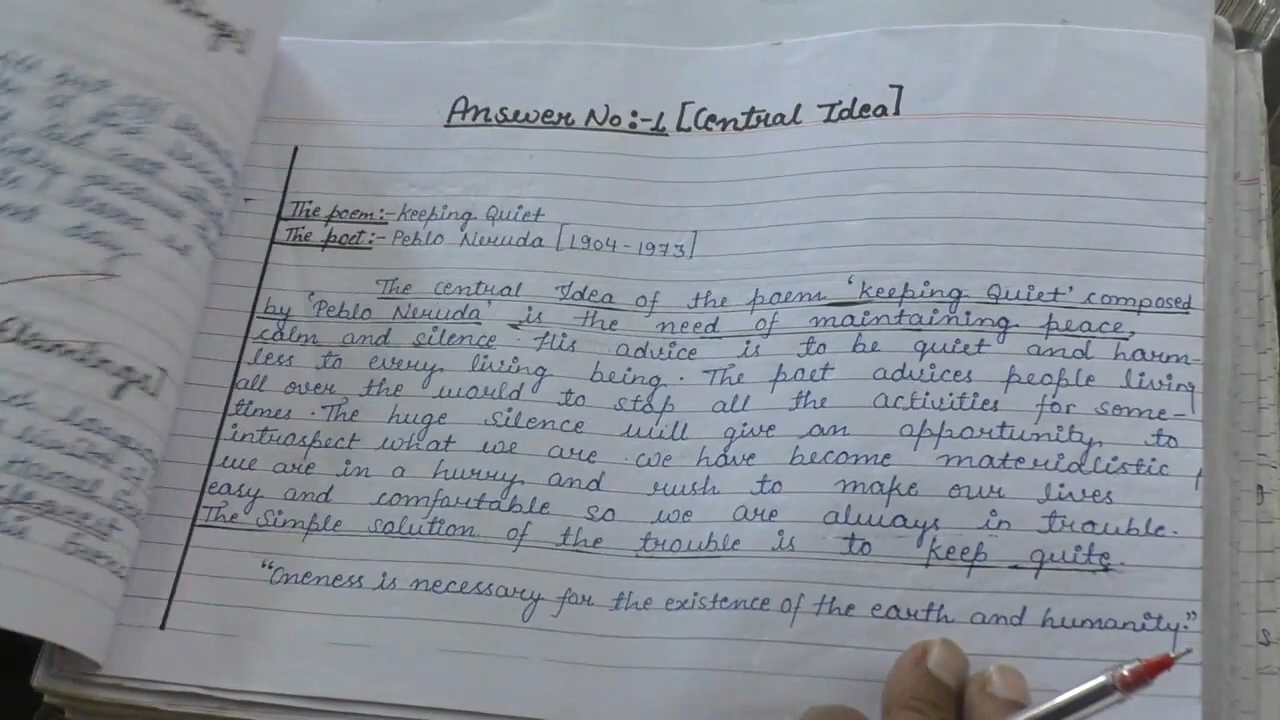 Answer No:-1 [Central Idea]
The poem:- Keeping Quiet
The poet:- Peblo Neruda [1904-1973]
The central Idea of the poem 'keeping Quiet' composed
by 'Peblo Neruda' is the need of maintaining peace,
calm and silence. His advice is to be quiet and harm-
less to every living being. The poet advices people living
all over the world to stop all the activities for some-
times. The huge silence will give an opportunity to
introspect what we are. we have become materialistic,
we are in a hurry and rush to make our lives
easy and comfortable so we are always in trouble.
The simple solution of the trouble is to keep quite.
"Oneness is necessary for the existence of the earth and humanity."